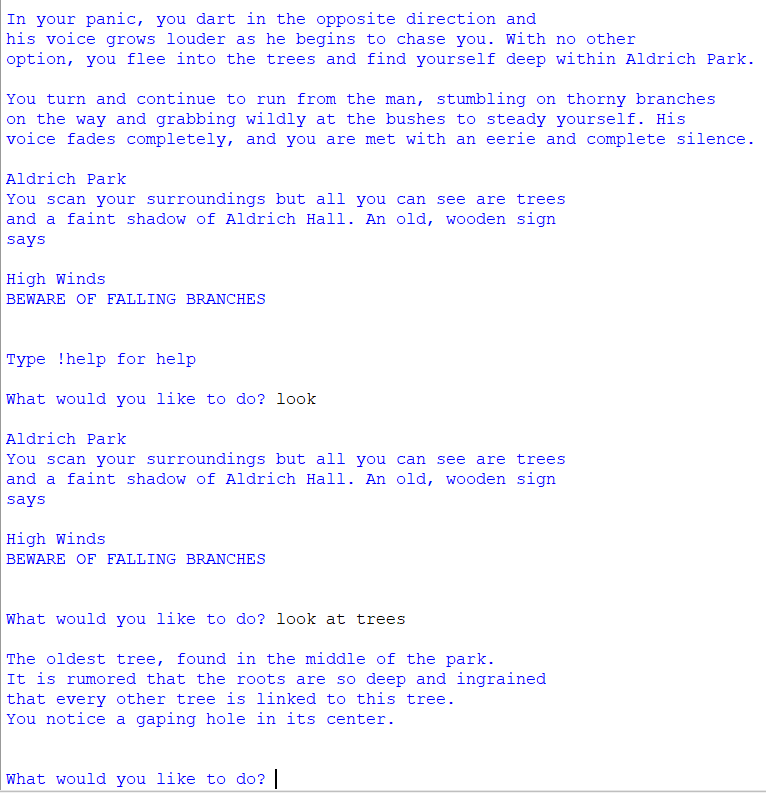 In your panic, you dart in the opposite direction and
his voice grows louder as he begins to chase you. With no other
option, you flee into the trees and find yourself deep within Aldrich Park.
You turn and continue to run from the man, stumbling on thorny branches
on the way and grabbing wildly at the bushes to steady yourself. His
voice fades completely, and you are met with an eerie and complete silence.
Aldrich Park
You scan your surroundings but all you can see are trees
and a faint shadow of Aldrich Hall. An old, wooden sign
says
High Winds
BEWARE OF FALLING BRANCHES
Type !help for help
What would you like to do? look
Aldrich Park
You scan your surroundings but all you can see are trees
and a faint shadow of Aldrich Hall. An old, wooden sign
says
High Winds
BEWARE OF FALLING BRANCHES
What would you like to do? look at trees
The oldest tree, found in the middle of the park.
It is rumored that the roots are so deep and ingrained
that every other tree is linked to this tree.
You notice a gaping hole in its center.
What would you like to do?